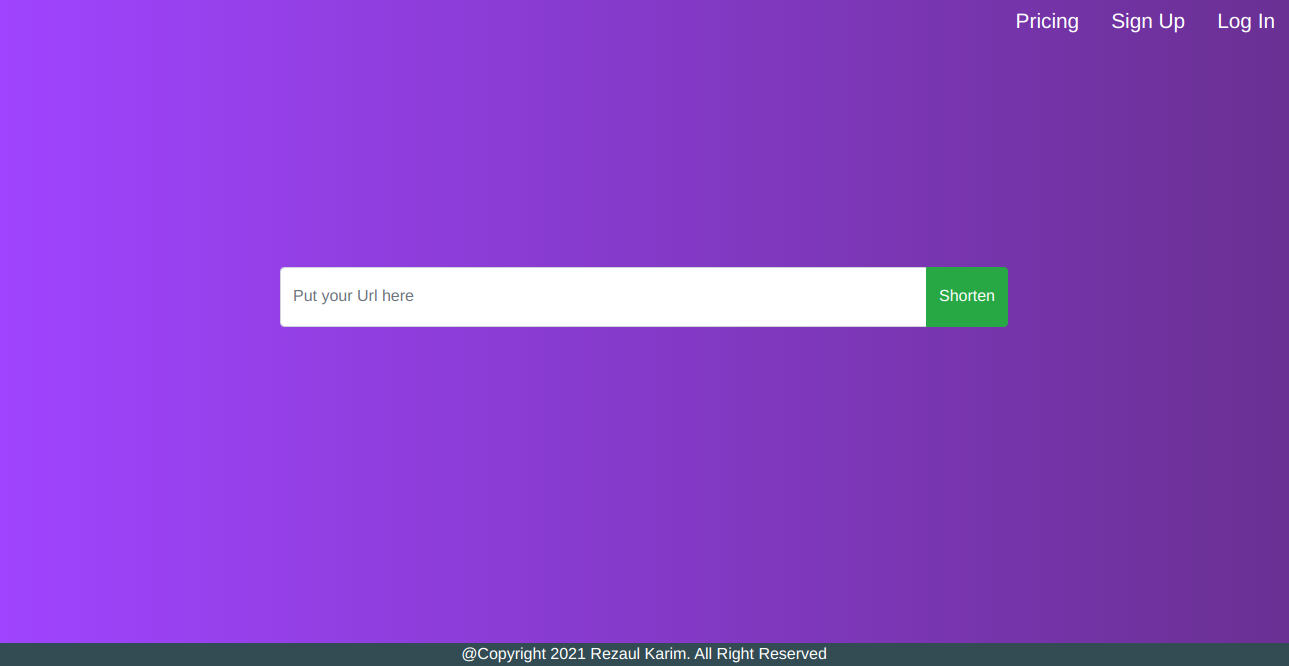 Pricing Sign Up Log In
Put your Url here Shorten
@Copyright 2021 Rezaul Karim. All Right Reserved